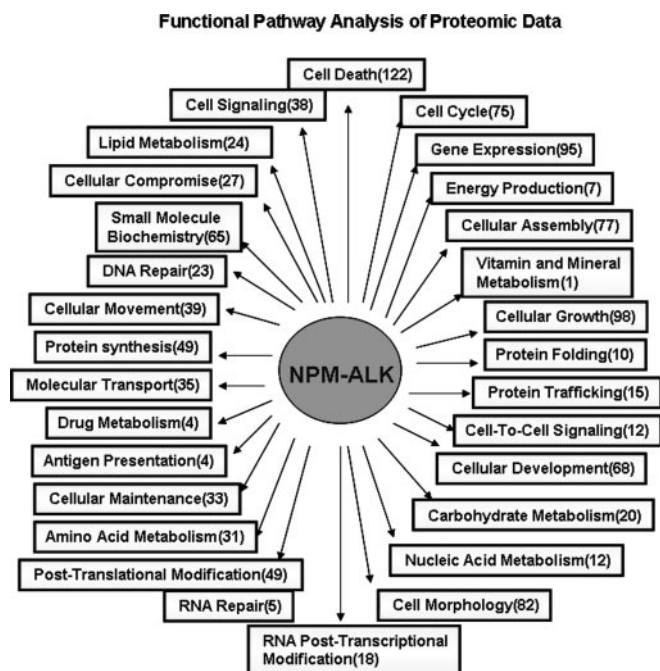 Functional Pathway Analysis of Proteomic Data
Cell Death(122)
Cell Signaling(38)
Cell Cycle(75)
Lipid Metabolism(24)
Gene Expression(95)
Cellular Compromise(27)
Energy Production(7)
Small Molecule
Biochemistry(65)
Cellular Assembly(77)
DNA Repair(23)
Vitamin and Mineral
Metabolism(1)
Cellular Movement(39)
Cellular Growth(98)
Protein synthesis(49)
Protein Folding(10)
NPM-ALK
Molecular Transport(35)
Protein Trafficking(15)
Drug Metabolism(4)
Cell-To-Cell Signaling(12)
Antigen Presentation(4)
Cellular Development(68)
Cellular Maintenance(33)
Carbohydrate Metabolism(20)
Amino Acid Metabolism(31)
Nucleic Acid Metabolism(12)
Post-Translational Modification(49)
RNA Repair(5)
Cell Morphology(82)
RNA Post-Transcriptional
Modification(18)